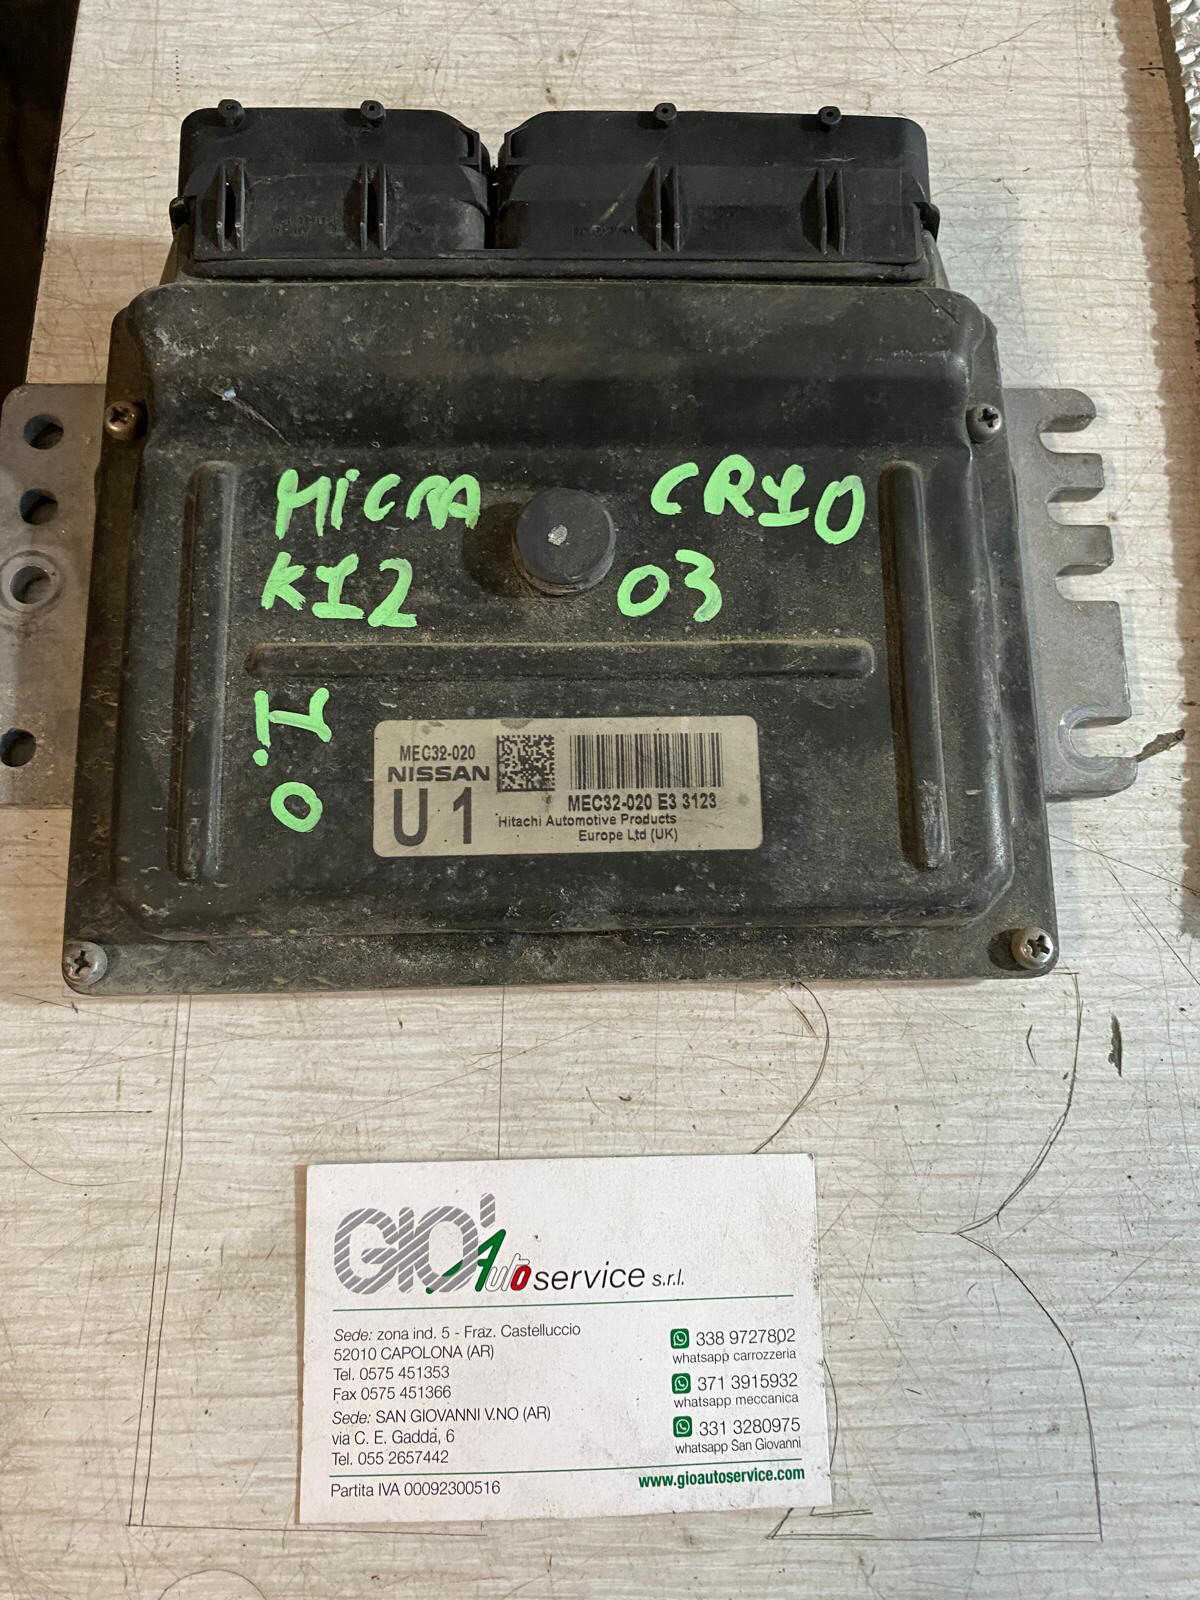 MICRA CR10
K12 03
O.I
MEC32-020
NISSAN
U 1
MEC32-020 E3 3123
Hitachi Automotive Products
Europe Ltd (UK)
GIO' Auto service s.r.l.
Sede: zona ind. 5 - Fraz. Castelluccio
52010 CAPOLONA (AR)
Tel. 0575 451353
Fax 0575 451366
Sede: SAN GIOVANNI V.NO (AR)
via C. E. Gadda, 6
Tel. 055 2657442
Partita IVA 00092300516
338 9727802
whatsapp carrozzeria
371 3915932
whatsapp meccanica
331 3280975
whatsapp San Giovanni
www.gioautoservice.com